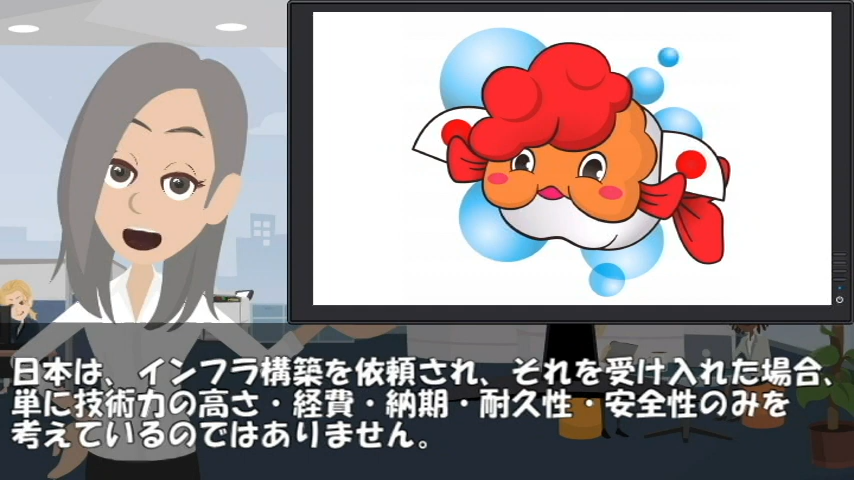 日本は、インフラ構築を依頼され、それを受け入れた場合、
単に技術力の高さ・経費・納期・耐久性・安全性のみを
考えているのではありません。